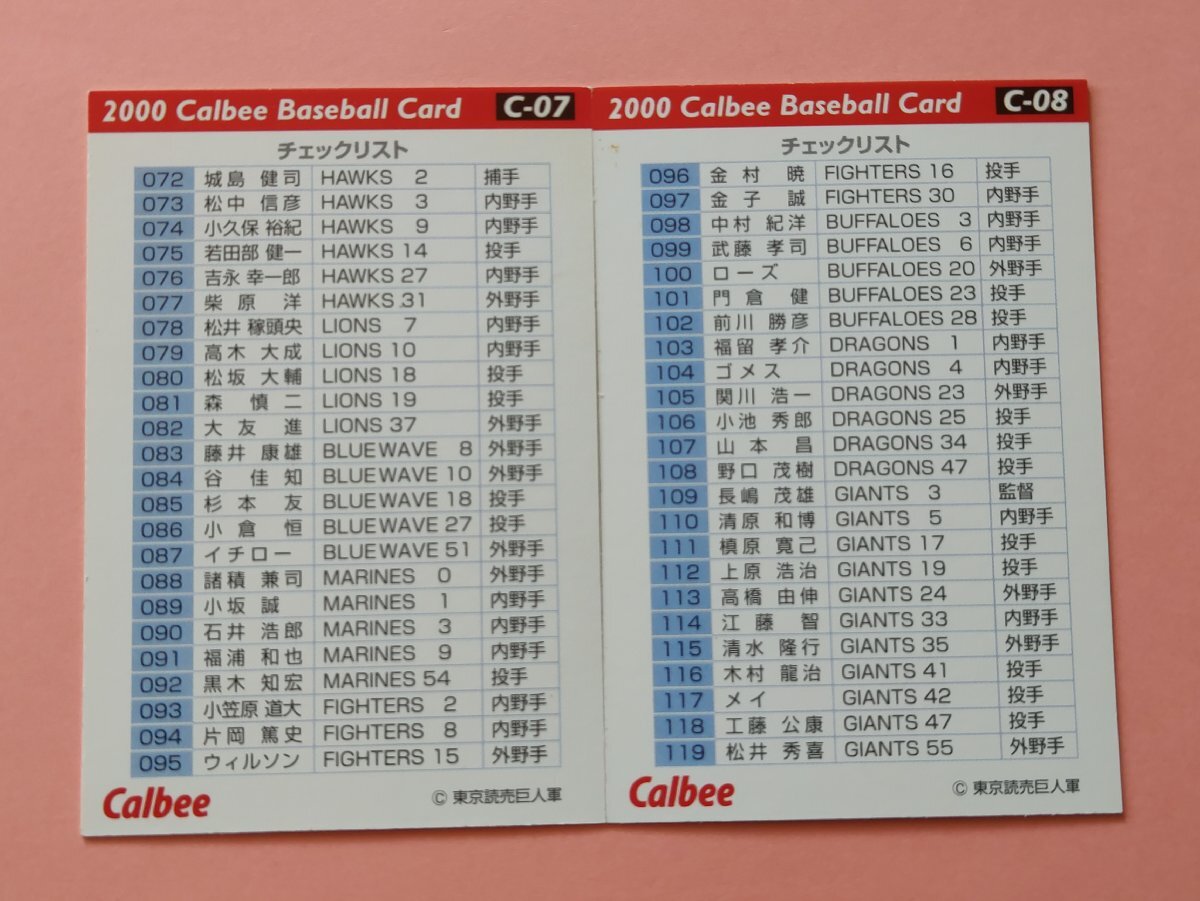 2000 Calbee Baseball Card C-07
チェックリスト
072 城島 健司 HAWKS 2 捕手
073 松中 信彦 HAWKS 3 内野手
074 小久保 裕紀 HAWKS 9 内野手
075 若田部 健一 HAWKS 14 投手
076 吉永 幸一郎 HAWKS 27 内野手
077 柴原 洋 HAWKS 31 外野手
078 松井 稼頭央 LIONS 7 内野手
079 高木 大成 LIONS 10 内野手
080 松坂 大輔 LIONS 18 投手
081 森 慎二 LIONS 19 投手
082 大友 進 LIONS 37 外野手
083 藤井 康雄 BLUEWAVE 8 外野手
084 谷 佳知 BLUEWAVE 10 外野手
085 杉本 友 BLUEWAVE 18 投手
086 小倉 恒 BLUEWAVE 27 投手
087 イチロー BLUEWAVE 51 外野手
088 諸積 兼司 MARINES 0 外野手
089 小坂 誠 MARINES 1 内野手
090 石井 浩郎 MARINES 3 内野手
091 福浦 和也 MARINES 9 内野手
092 黒木 知宏 MARINES 54 投手
093 小笠原 道大 FIGHTERS 2 内野手
094 片岡 篤史 FIGHTERS 8 内野手
095 ウィルソン FIGHTERS 15 外野手
Calbee
© 東京読売巨人軍
2000 Calbee Baseball Card C-08
チェックリスト
096 金村 暁 FIGHTERS 16 投手
097 金子 誠 FIGHTERS 30 内野手
098 中村 紀洋 BUFFALOES 3 内野手
099 武藤 孝司 BUFFALOES 6 内野手
100 ローズ BUFFALOES 20 外野手
101 門倉 健 BUFFALOES 23 投手
102 前川 勝彦 BUFFALOES 28 投手
103 福留 孝介 DRAGONS 1 内野手
104 ゴメス DRAGONS 4 内野手
105 関川 浩一 DRAGONS 23 外野手
106 小池 秀郎 DRAGONS 25 投手
107 山本 昌 DRAGONS 34 投手
108 野口 茂樹 DRAGONS 47 投手
109 長嶋 茂雄 GIANTS 3 監督
110 清原 和博 GIANTS 5 内野手
111 槙原 寛己 GIANTS 17 投手
112 上原 浩治 GIANTS 19 投手
113 高橋 由伸 GIANTS 24 外野手
114 江藤 智 GIANTS 33 内野手
115 清水 隆行 GIANTS 35 外野手
116 木村 龍治 GIANTS 41 投手
117 メイ GIANTS 42 投手
118 工藤 公康 GIANTS 47 投手
119 松井 秀喜 GIANTS 55 外野手
Calbee
© 東京読売巨人軍